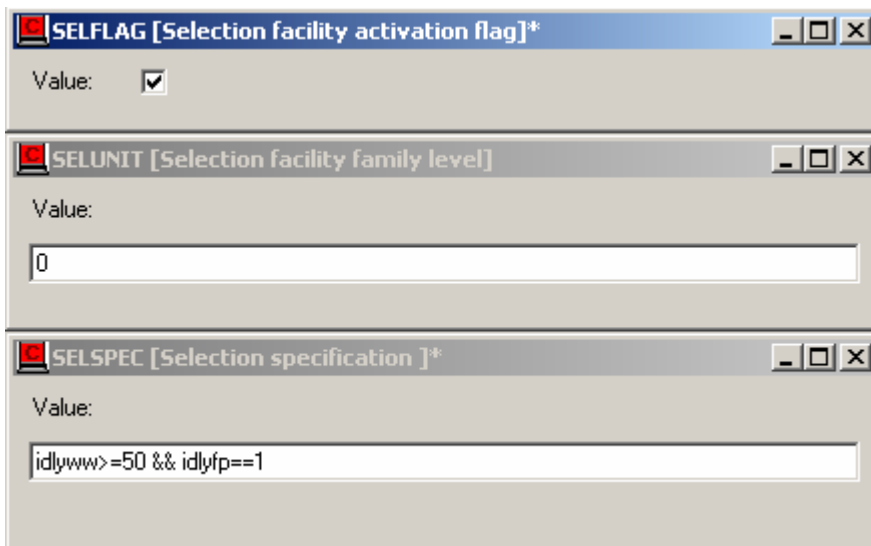 C SELFLAG [Selection facility activation flag]*
Value:
C SELUNIT [Selection facility family level]
Value:
0
C SELSPEC [Selection specification ]*
Value:
idlyww>=50 && idlyfp==1